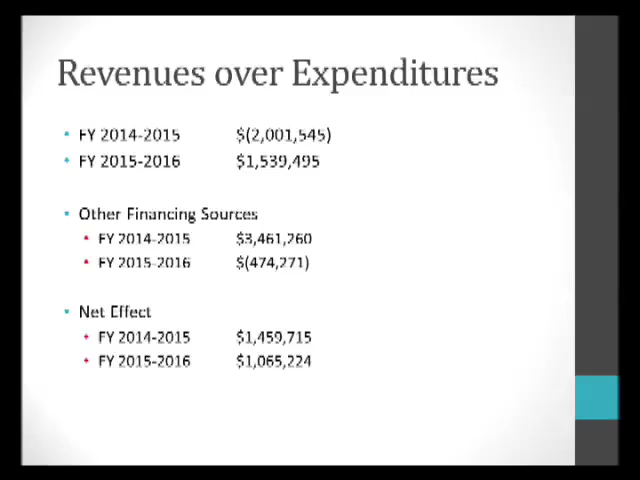 Revenues over Expenditures
• FY 2014-2015 $(2,001,545)
• FY 2015-2016 $1,539,495
• Other Financing Sources
• FY 2014-2015 $3,461,260
• FY 2015-2016 $(474,271)
• Net Effect
• FY 2014-2015 $1,459,715
• FY 2015-2016 $1,065,224